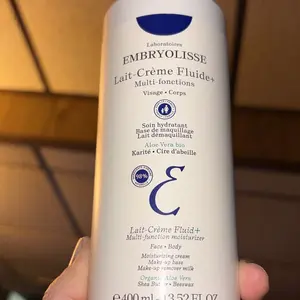 Laboratoires
EMBRYOLISSE
Lait-Crème Fluide+
Multi-fonctions
Visage • Corps
Soin hydratant
Base de maquillage
Lait démaquillant
Aloe Vera bio
Karité • Cire d'abeille
98%
Lait-Crème Fluid+
Multi-function moisturizer
Face • Body
Moisturizing cream
Make-up base
Make-up remover milk
Organic Aloe Vera
Shea Butter • Beeswax
e400 ml • 13.52 FL.OZ